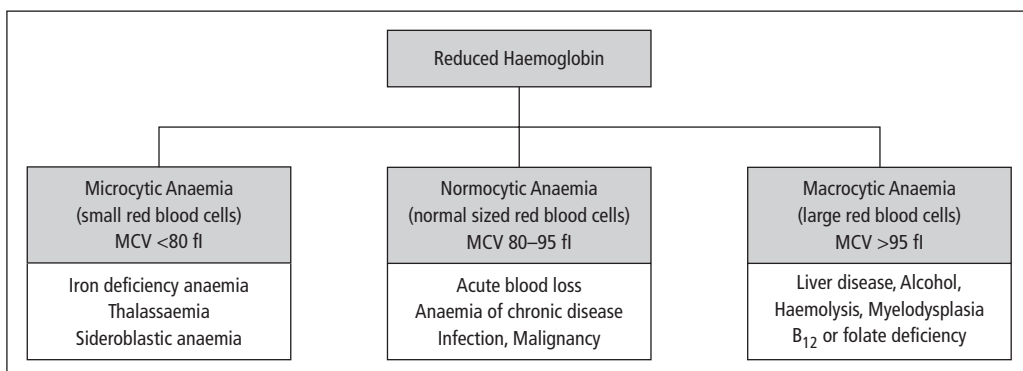 Reduced Haemoglobin
Microcytic Anaemia
(small red blood cells)
MCV <80 fl
Iron deficiency anaemia
Thalassaemia
Sideroblastic anaemia
Normocytic Anaemia
(normal sized red blood cells)
MCV 80–95 fl
Acute blood loss
Anaemia of chronic disease
Infection, Malignancy
Macrocytic Anaemia
(large red blood cells)
MCV >95 fl
Liver disease, Alcohol,
Haemolysis, Myelodysplasia
B₁₂ or folate deficiency